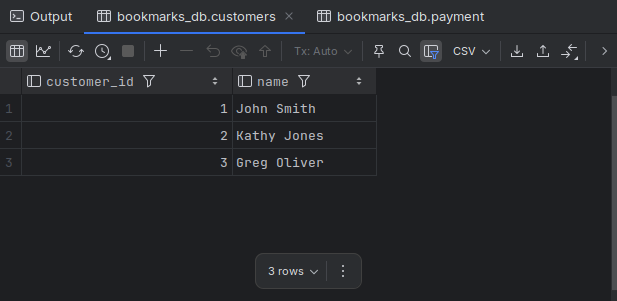 Output bookmarks_db.customers bookmarks_db.payment
Tx: Auto CSV
customer_id name
1 1 John Smith
2 2 Kathy Jones
3 3 Greg Oliver
3 rows